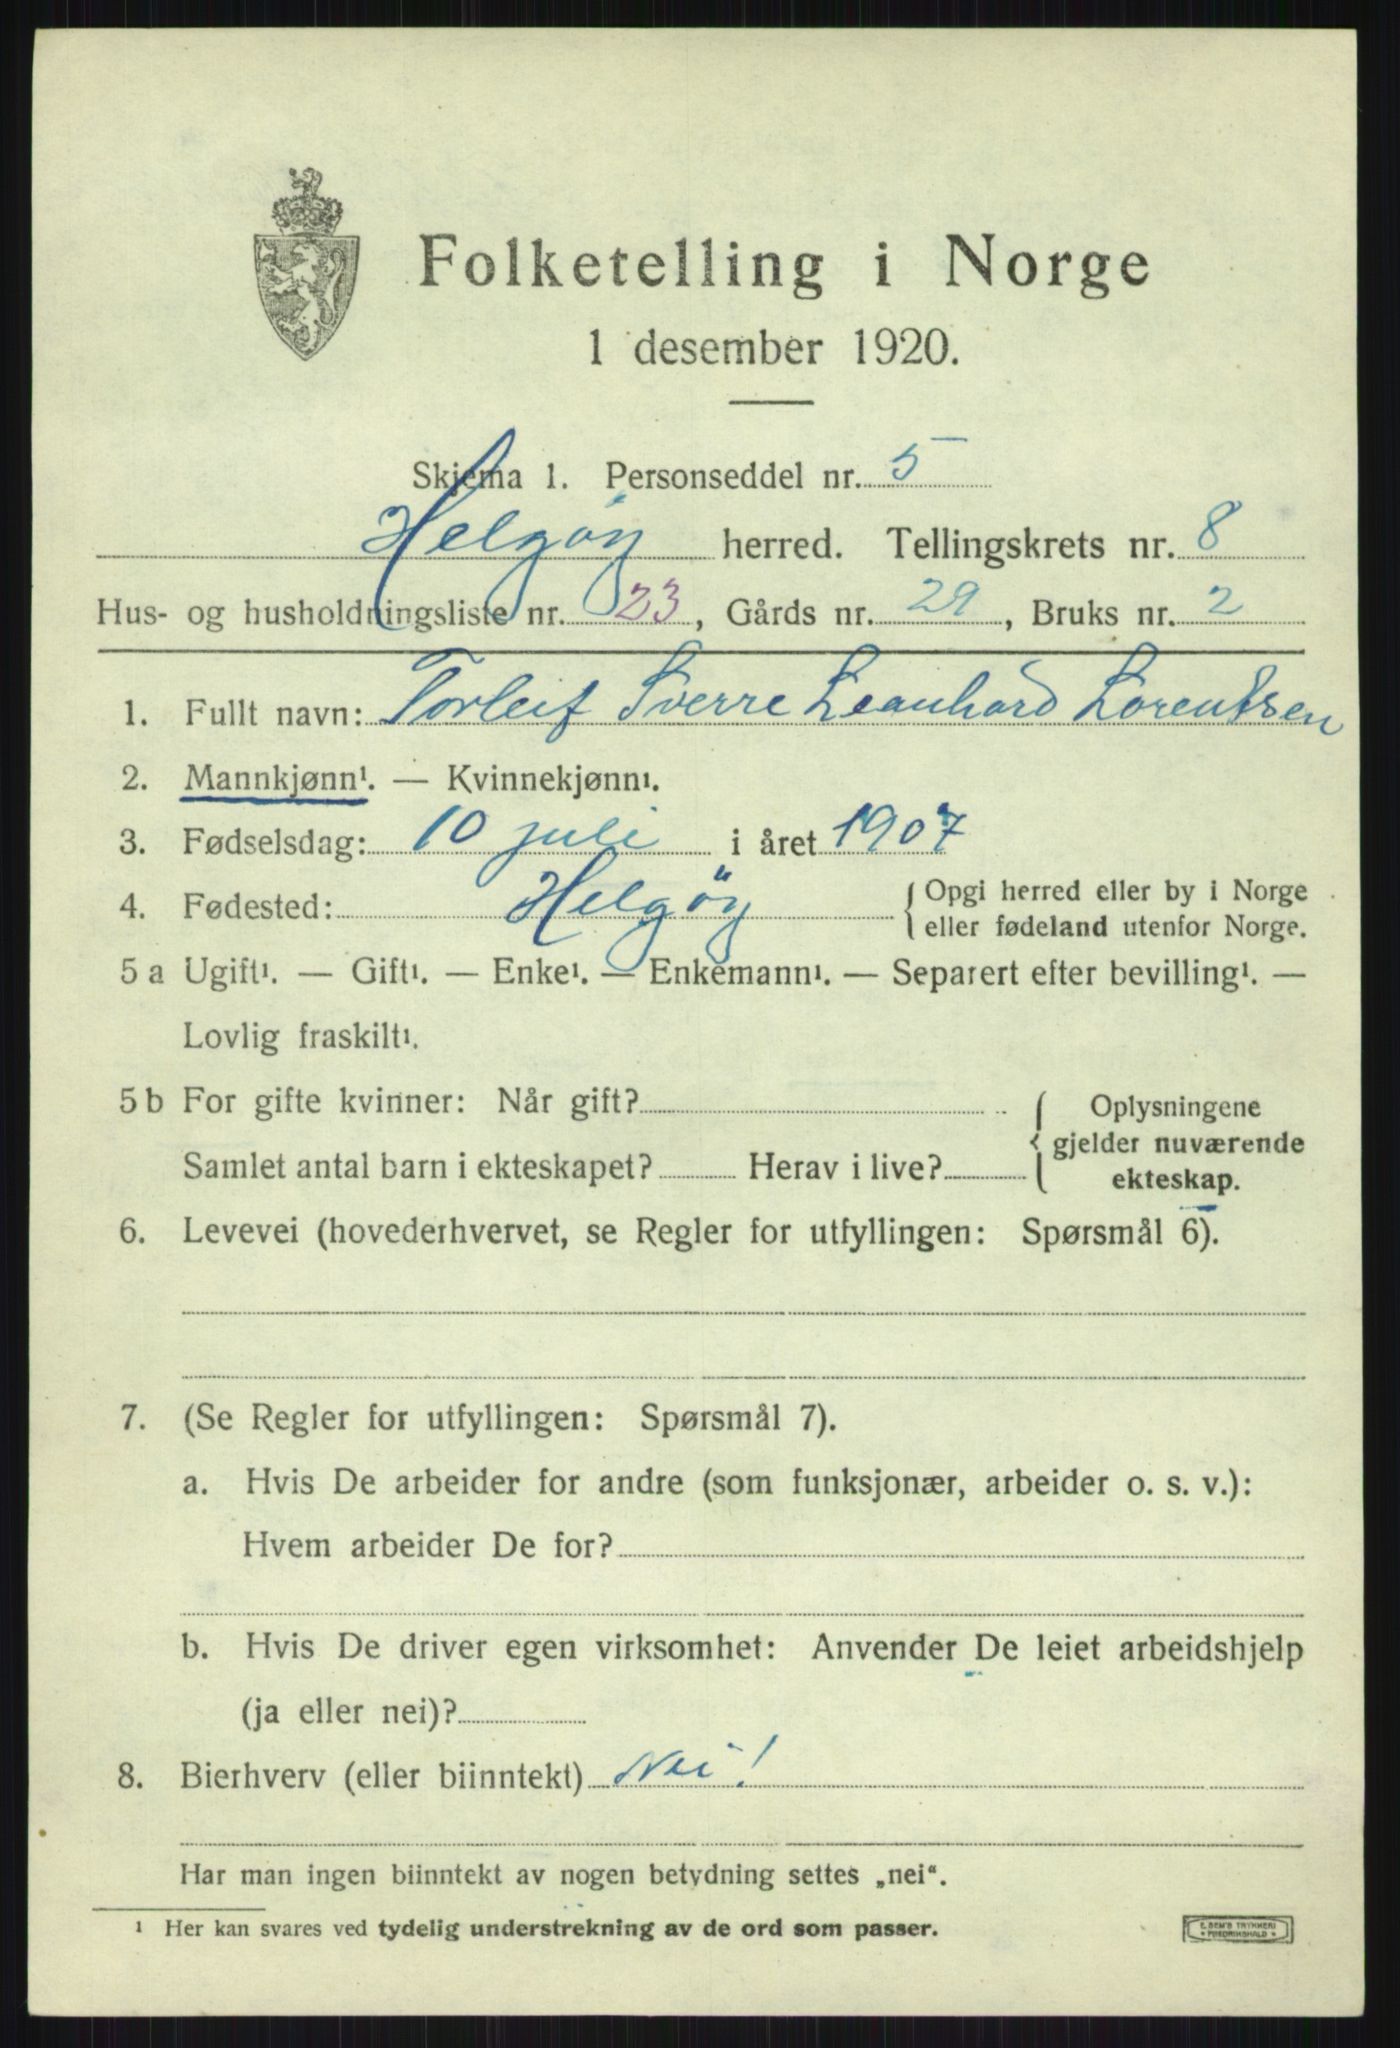 Folketelling i Norge
1 desember 1920.
Skjema 1. Personseddel nr. 5
Helgøy herred. Tellingskrets nr. 8
Hus- og husholdningsliste nr. 23, Gårds nr. 29, Bruks nr. 2
1. Fullt navn: Torleif Sverre Leonhard Lorentsen
2. Mannkjønn¹. — Kvinnekjønn¹.
3. Fødselsdag: 10 juli i året 1907
4. Fødested: Helgöy { Opgi herred eller by i Norge
eller fødeland utenfor Norge.
5 a Ugift¹. — Gift¹. — Enke¹. — Enkemann¹. — Separert efter bevilling¹. —
Lovlig fraskilt¹.
5 b For gifte kvinner: Når gift? { Oplysningene
gjelder nuværende
Samlet antal barn i ekteskapet? Herav i live? ekteskap.
6. Levevei (hovederhvervet, se Regler for utfyllingen: Spørsmål 6).
7. (Se Regler for utfyllingen: Spørsmål 7).
a. Hvis De arbeider for andre (som funksjonær, arbeider o. s. v.):
Hvem arbeider De for?
b. Hvis De driver egen virksomhet: Anvender De leiet arbeidshjelp
(ja eller nei)?
8. Bierhverv (eller biinntekt) Nei!
Har man ingen biinntekt av nogen betydning settes „nei“.
¹ Her kan svares ved tydelig understrekning av de ord som passer.
E. SEM'S TRYKKERI
• FREDRIKSHALD •